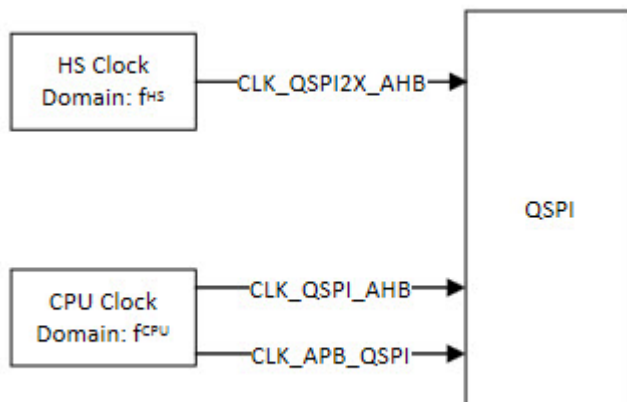 HS Clock
Domain: fHS
CLK_QSPI2X_AHB
QSPI
CPU Clock
Domain: fCPU
CLK_QSPI_AHB
CLK_APB_QSPI